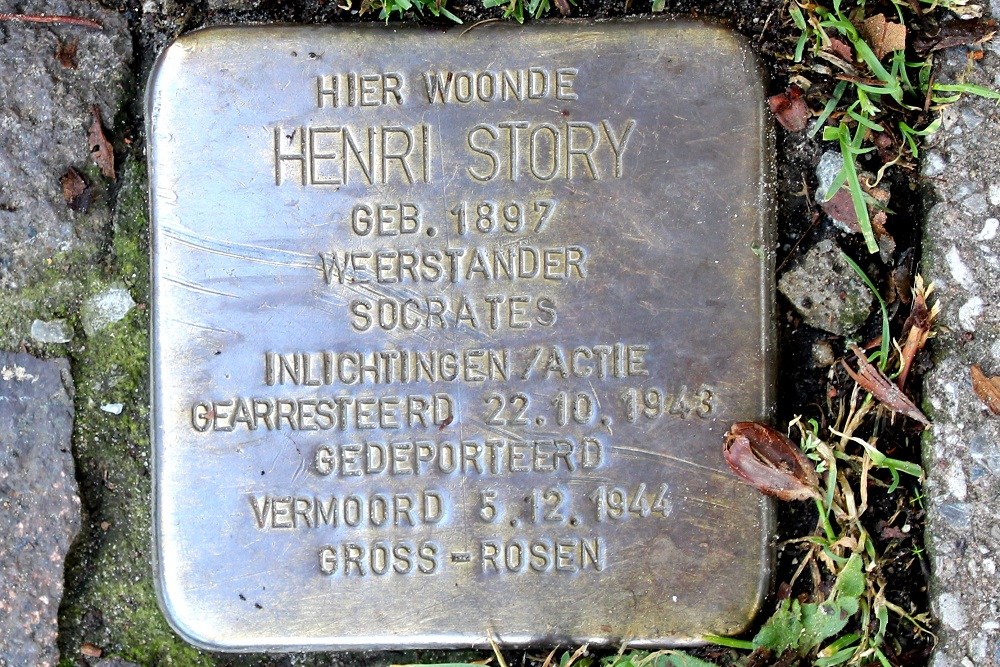 HIER WOONDE
HENRI STORY
GEB. 1897
WEERSTANDER
SOCRATES
INLICHTINGEN/ACTIE
GEARRESTEERD 22.10.1943
GEDEPORTEERD
VERMOORD 5.12.1944
GROSS-ROSEN